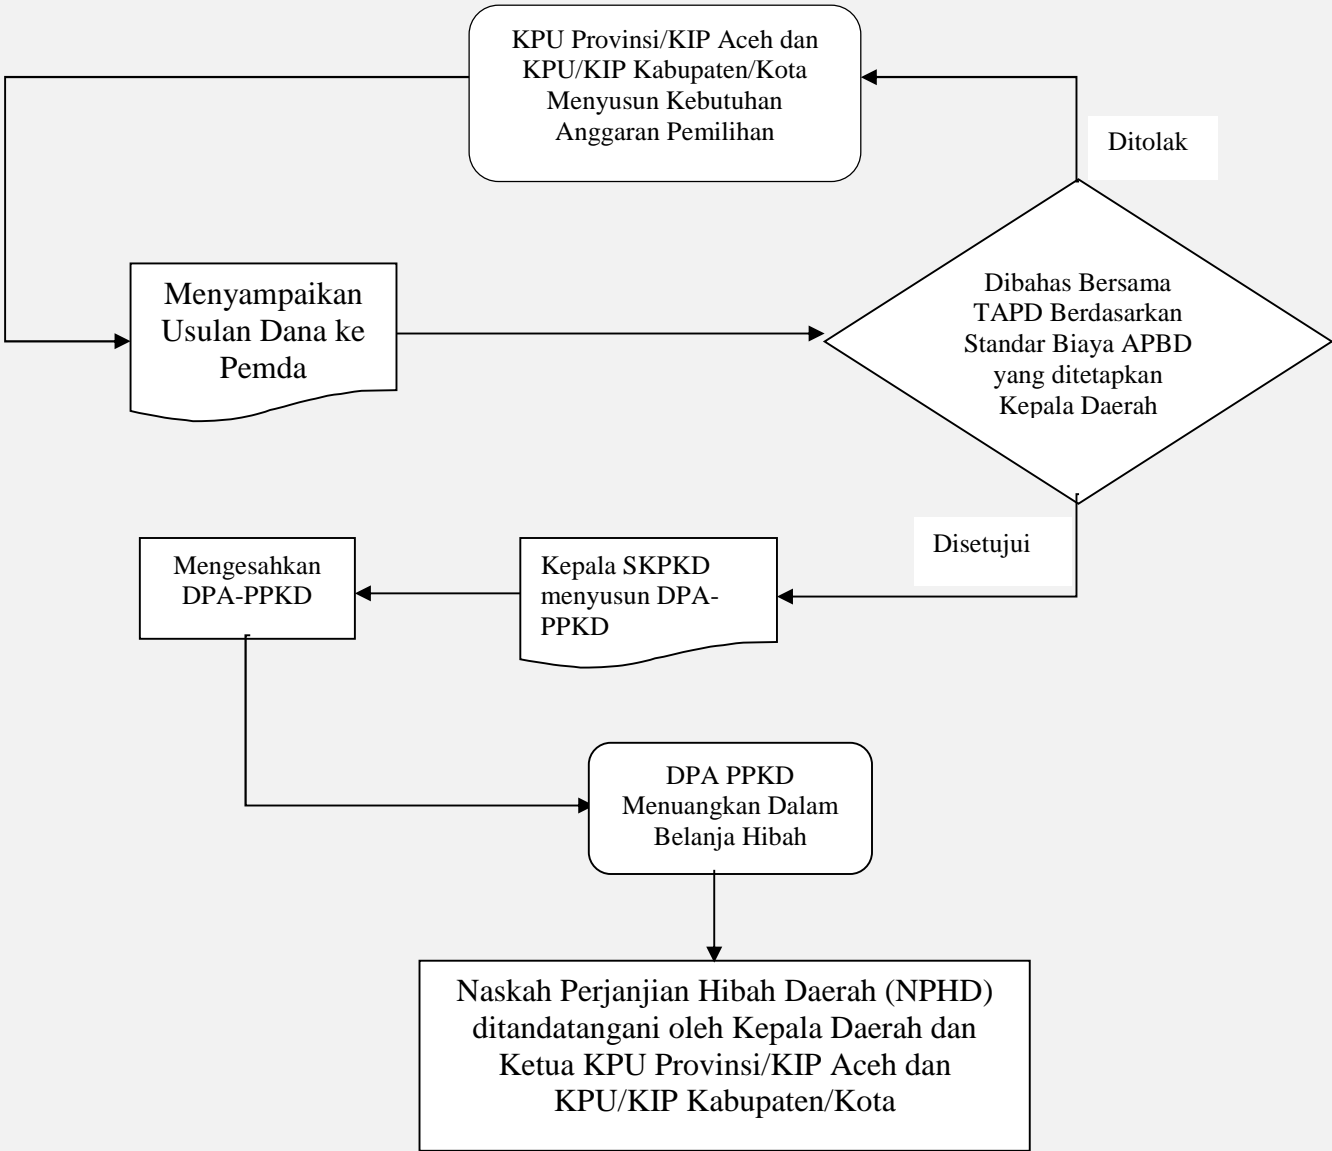 KPU Provinsi/KIP Aceh dan
KPU/KIP Kabupaten/Kota
Menyusun Kebutuhan
Anggaran Pemilihan
Ditolak
Menyampaikan
Usulan Dana ke
Pemda
Dibahas Bersama
TAPD Berdasarkan
Standar Biaya APBD
yang ditetapkan
Kepala Daerah
Disetujui
Kepala SKPKD
menyusun DPA-
PPKD
Mengesahkan
DPA-PPKD
DPA PPKD
Menuangkan Dalam
Belanja Hibah
Naskah Perjanjian Hibah Daerah (NPHD)
ditandatangani oleh Kepala Daerah dan
Ketua KPU Provinsi/KIP Aceh dan
KPU/KIP Kabupaten/Kota